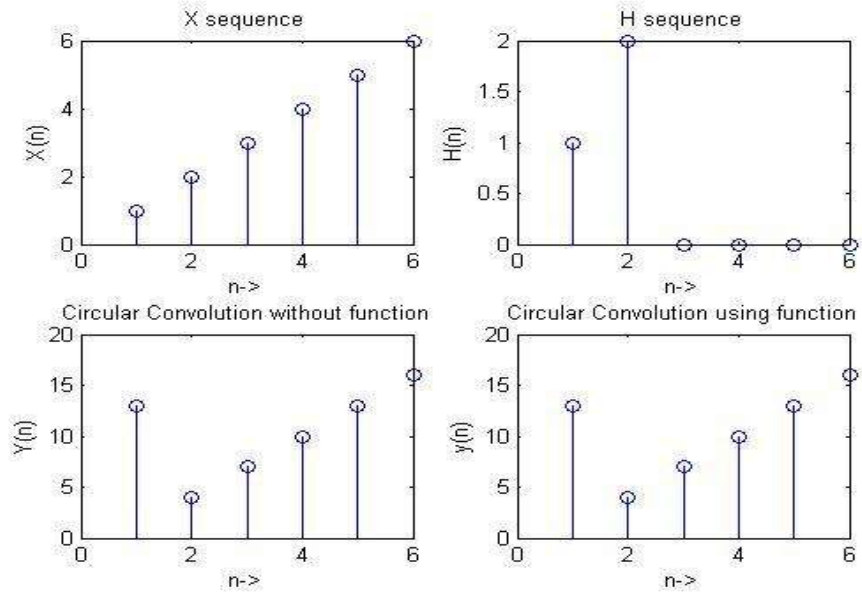 X sequence
X(n)
6
4
2
0
0 2 4 6
n->
H sequence
H(n)
2
1.5
1
0.5
0
0 2 4 6
n->
Circular Convolution without function
Y(n)
20
15
10
5
0
0 2 4 6
n->
Circular Convolution using function
y(n)
20
15
10
5
0
0 2 4 6
n->